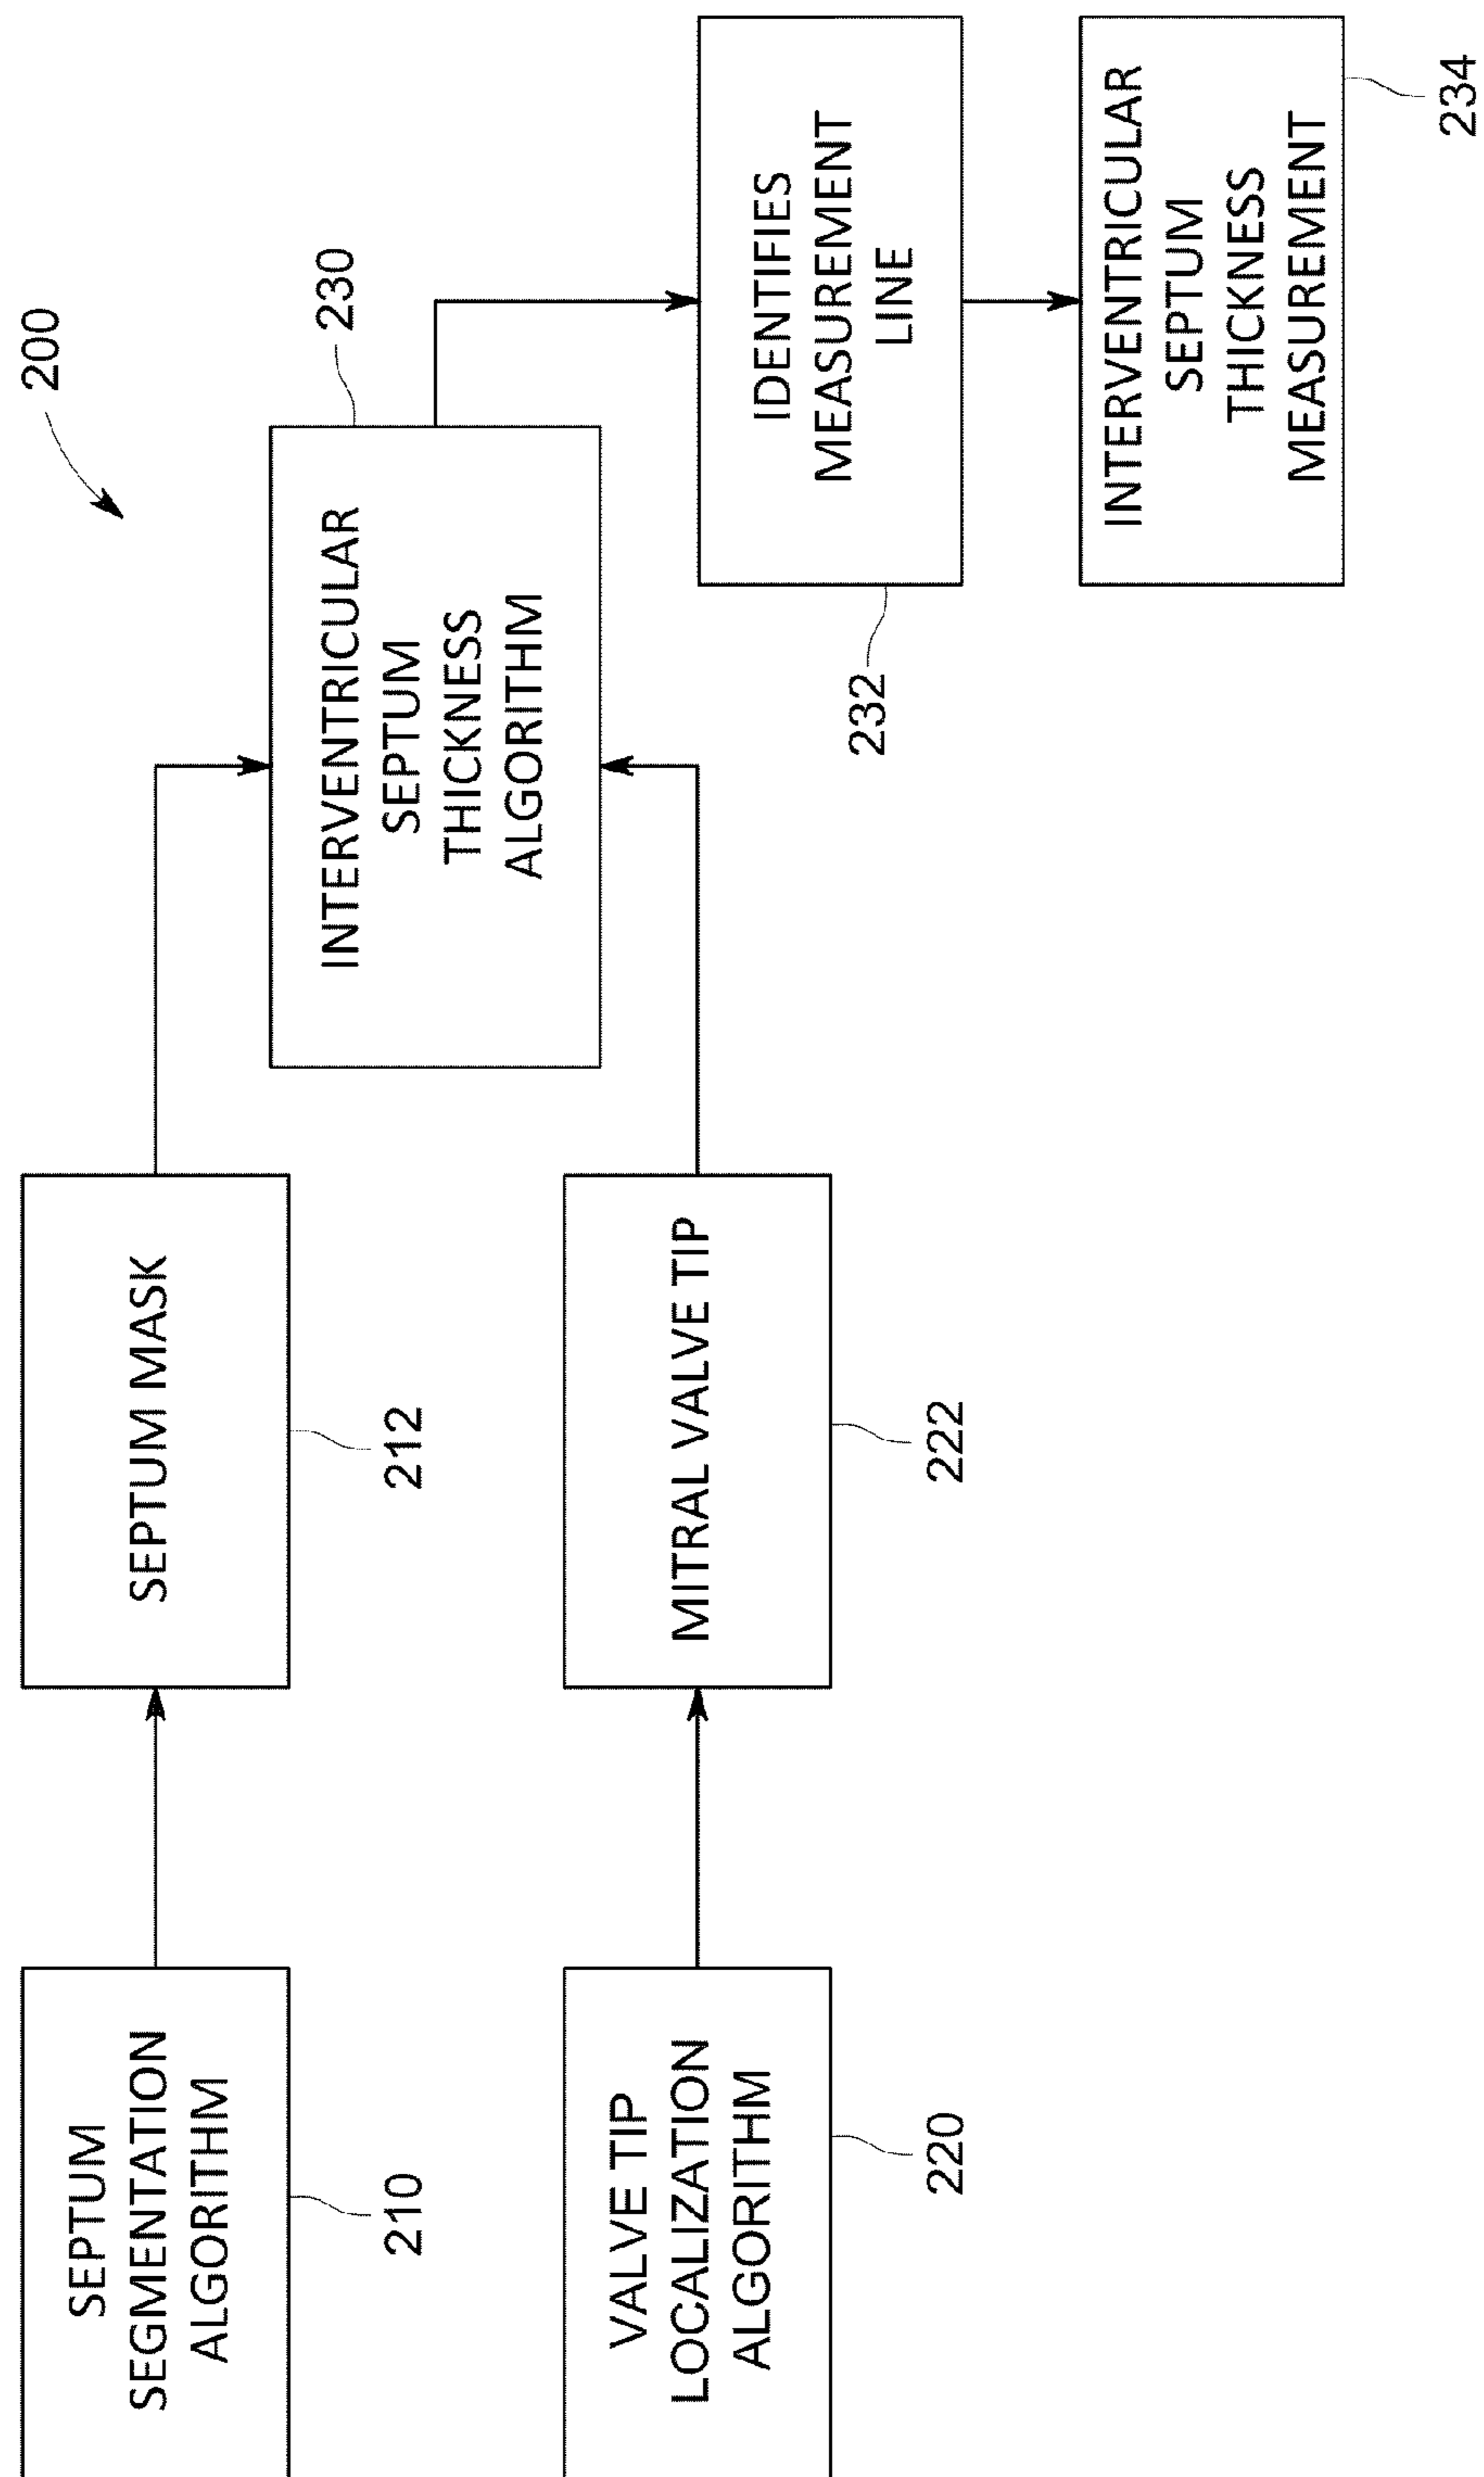 200
SEPTUM
SEGMENTATION
ALGORITHM
210
SEPTUM MASK
212
VALVE TIP
LOCALIZATION
ALGORITHM
220
MITRAL VALVE TIP
222
INTERVENTRICULAR
SEPTUM
THICKNESS
ALGORITHM
230
IDENTIFIES
MEASUREMENT
LINE
232
INTERVENTRICULAR
SEPTUM
THICKNESS
MEASUREMENT
234